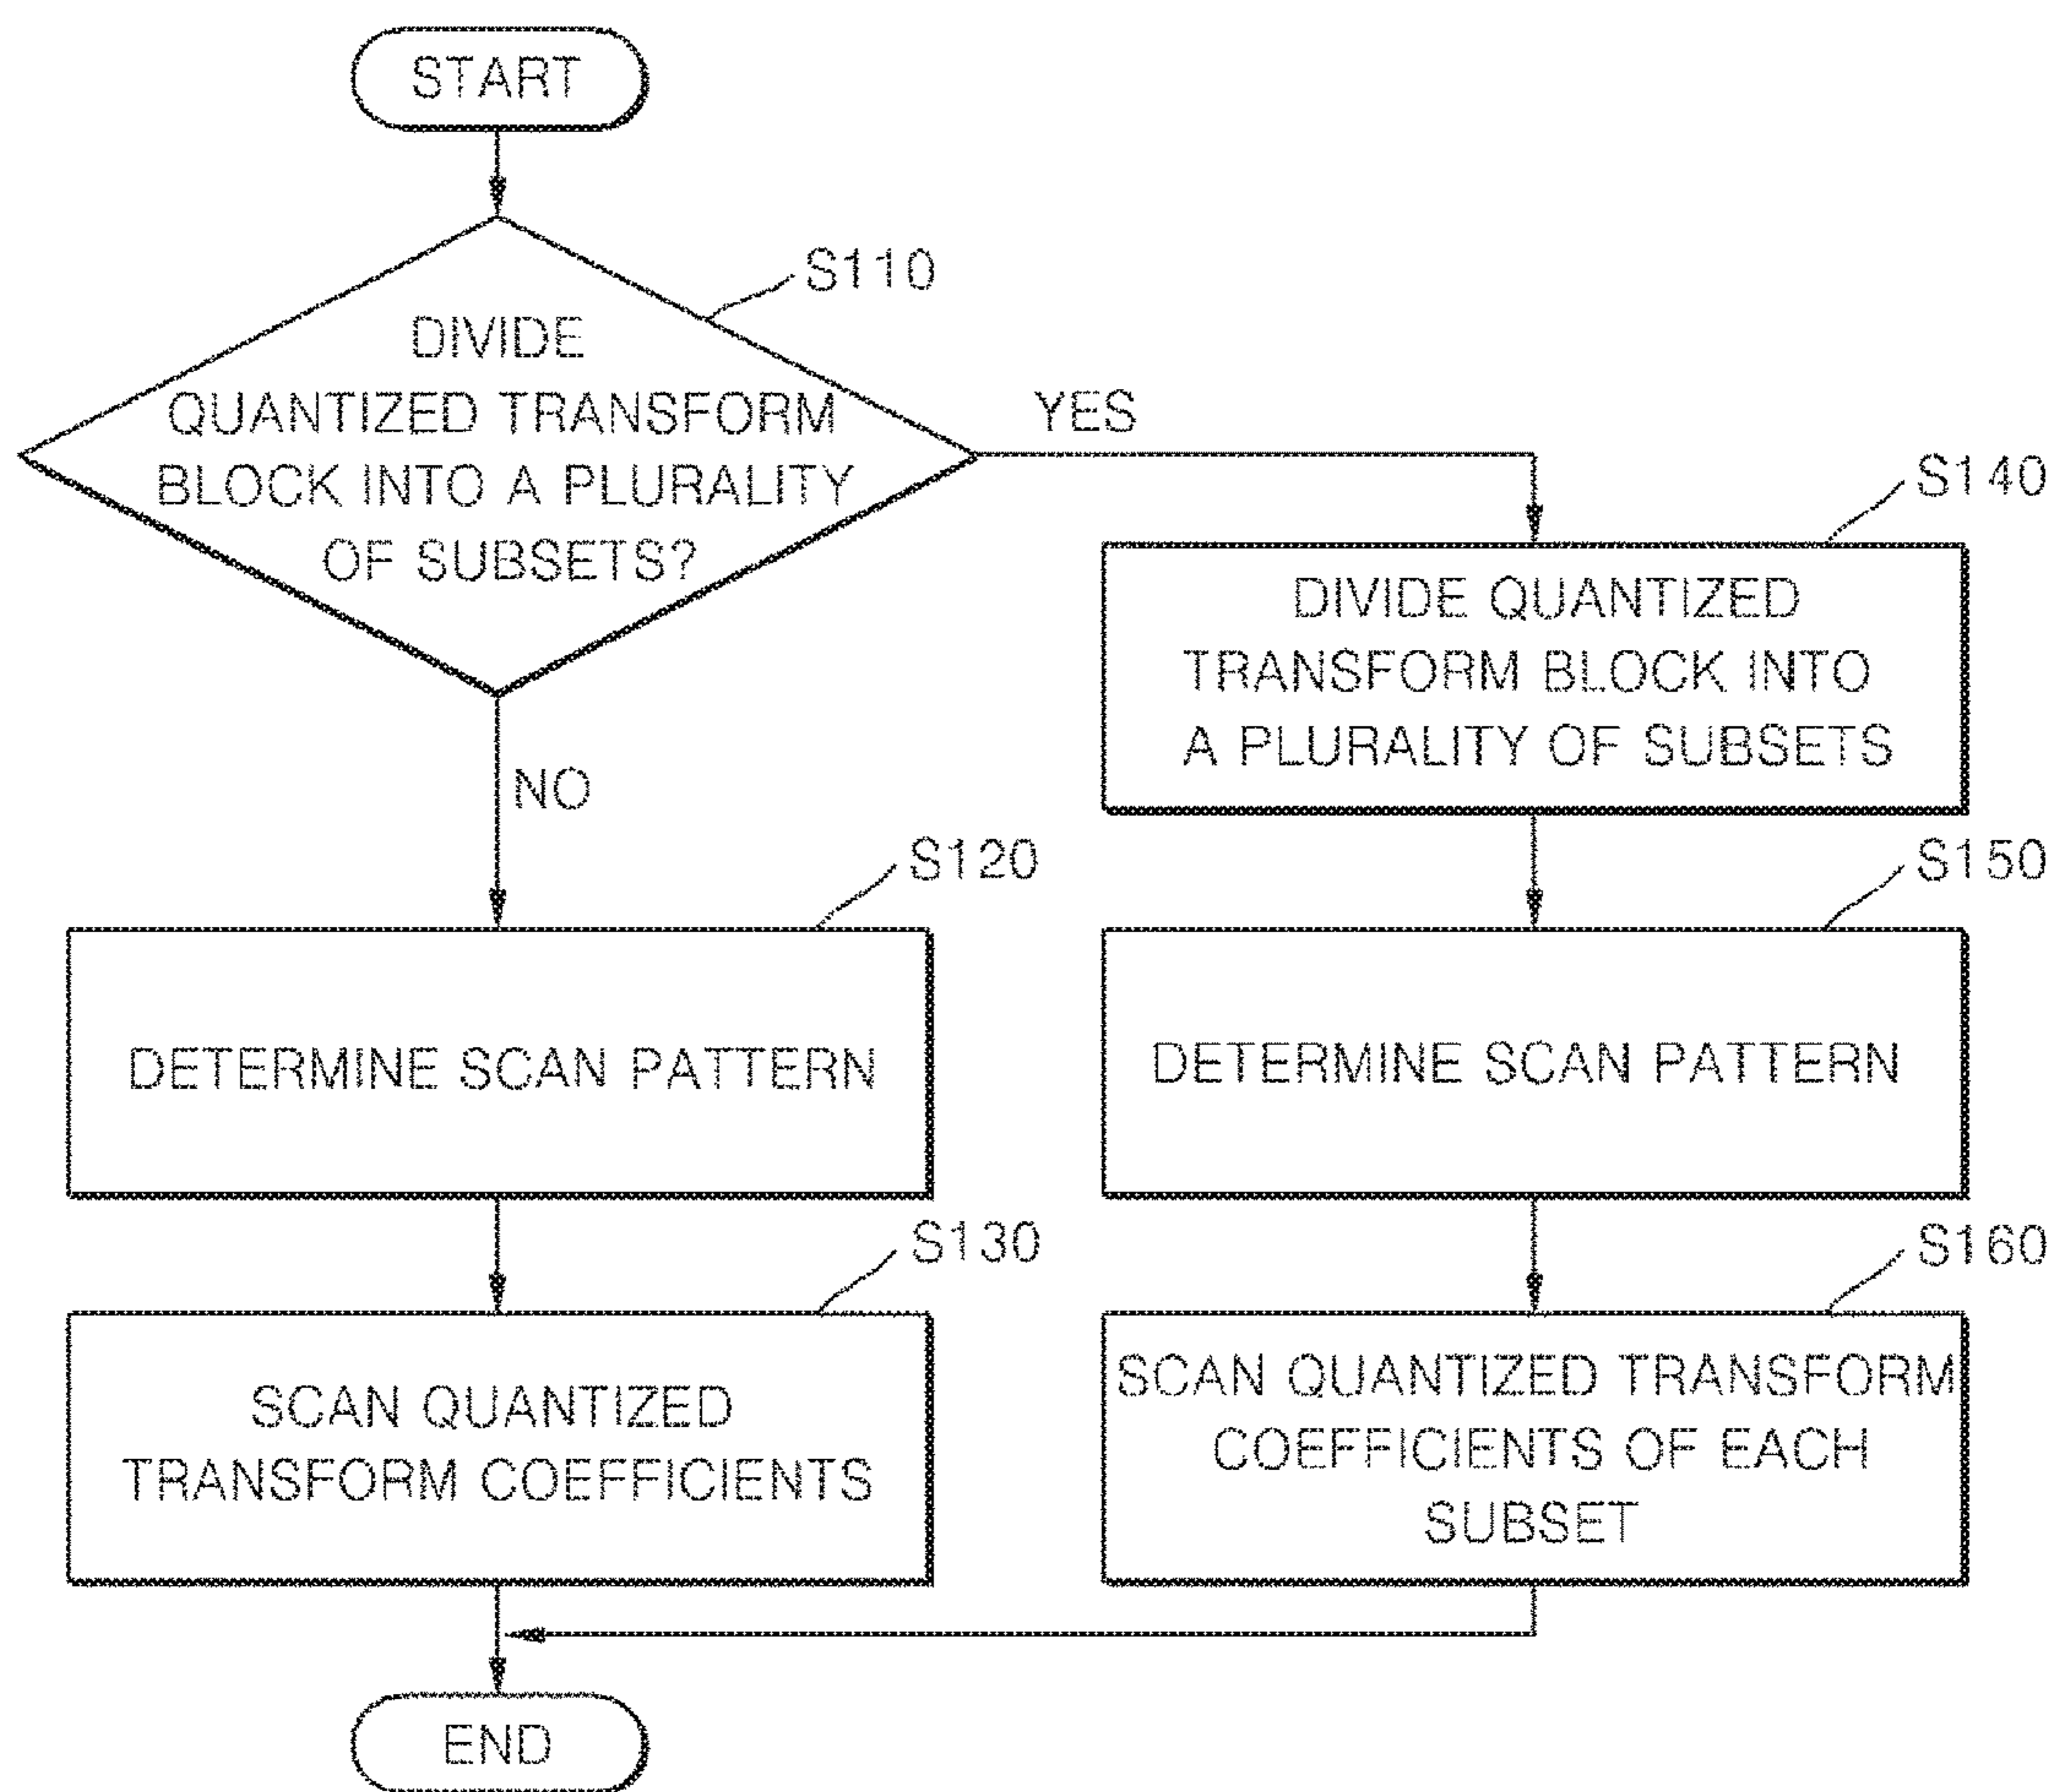 START
S110
DIVIDE
QUANTIZED TRANSFORM
BLOCK INTO A PLURALITY
OF SUBSETS?
YES
NO
S140
DIVIDE QUANTIZED
TRANSFORM BLOCK INTO
A PLURALITY OF SUBSETS
S120
DETERMINE SCAN PATTERN
S150
DETERMINE SCAN PATTERN
S130
SCAN QUANTIZED
TRANSFORM COEFFICIENTS
S160
SCAN QUANTIZED TRANSFORM
COEFFICIENTS OF EACH
SUBSET
END